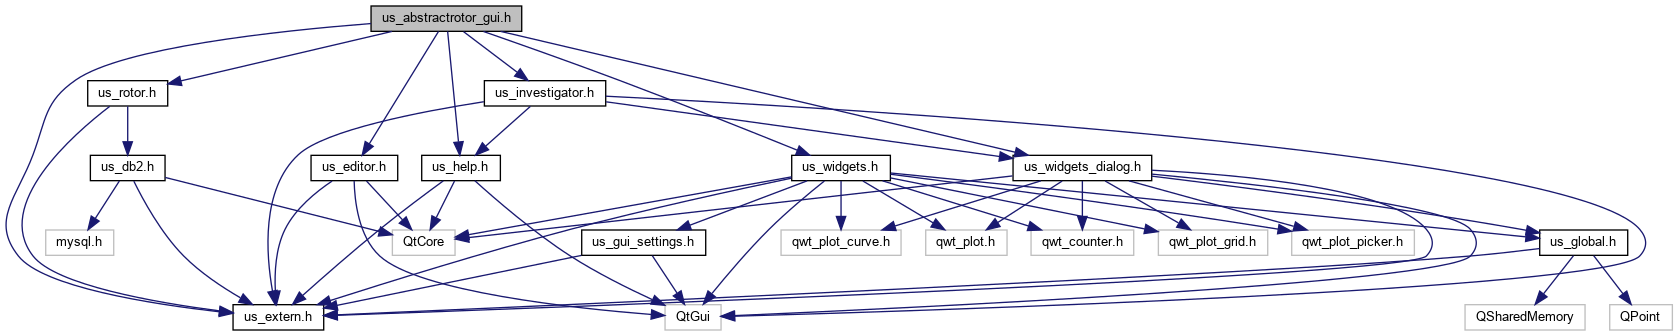 us_abstractrotor_gui.h
us_rotor.h
us_investigator.h
us_db2.h
us_editor.h
us_help.h
us_widgets.h
us_widgets_dialog.h
mysql.h
QtCore
us_gui_settings.h
qwt_plot_curve.h
qwt_plot.h
qwt_counter.h
qwt_plot_grid.h
qwt_plot_picker.h
us_global.h
us_extern.h
QtGui
QSharedMemory
QPoint